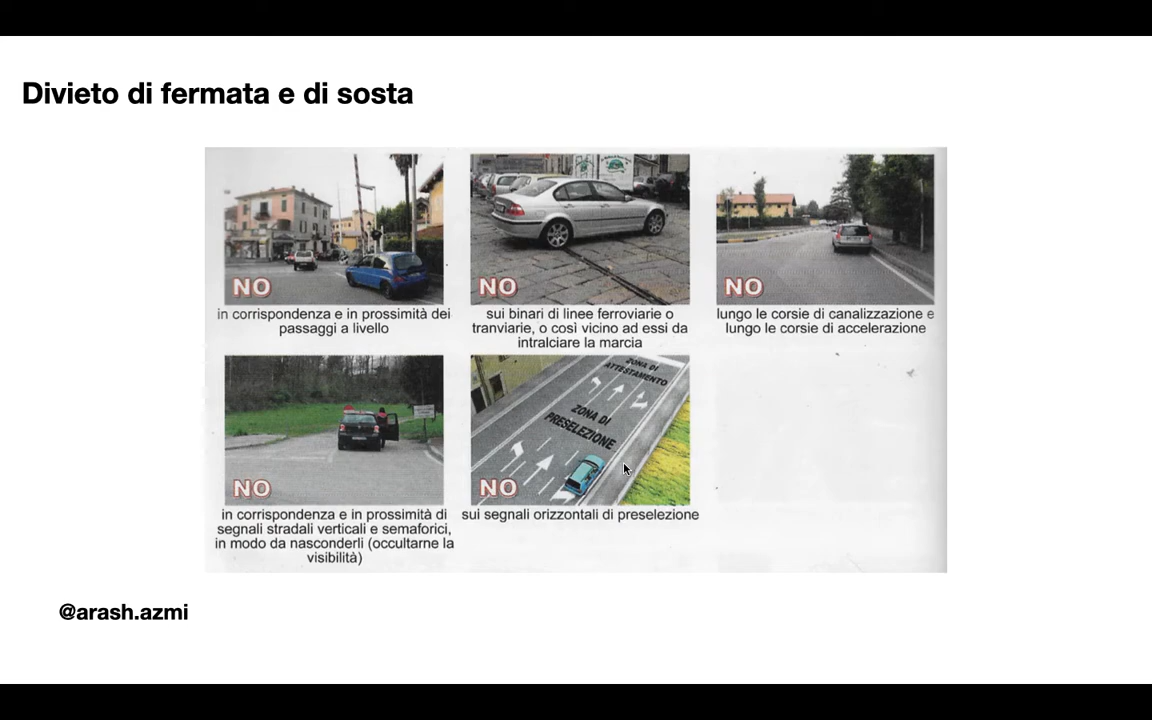 Divieto di fermata e di sosta
NO
in corrispondenza e in prossimità dei
passaggi a livello
NO
sui binari di linee ferroviarie o
tranviarie, o così vicino ad essi da
intralciare la marcia
NO
lungo le corsie di canalizzazione e
lungo le corsie di accelerazione
NO
in corrispondenza e in prossimità di
segnali stradali verticali e semaforici,
in modo da nasconderli (occultarne la
visibilità)
ZONA DI
ATTESTAMENTO
ZONA DI
PRESELEZIONE
NO
sui segnali orizzontali di preselezione
@arash.azmi